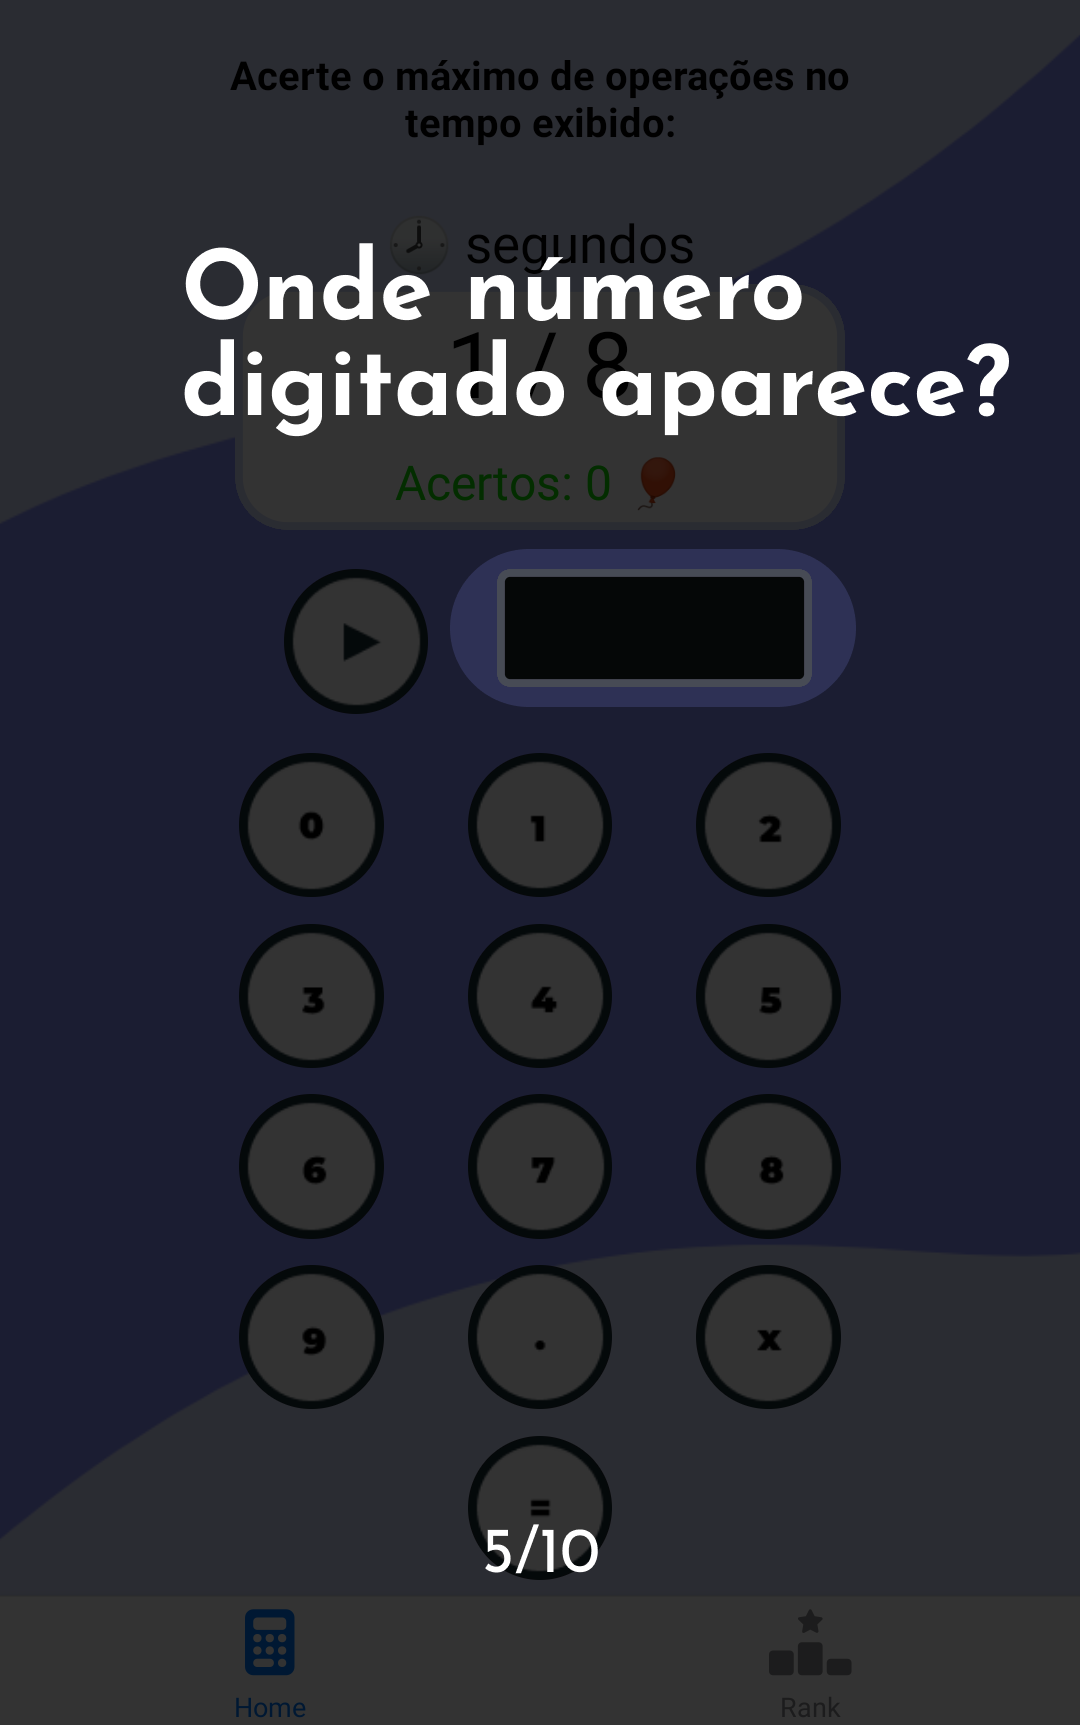 Acerte o máximo de operações no
tempo exibido:
segundos
Onde número
1 / 8
digitado aparece?
Acertos: 0
0
1
2
3
4
5
6
7
8
9
.
x
=
5/10
Home
Rank